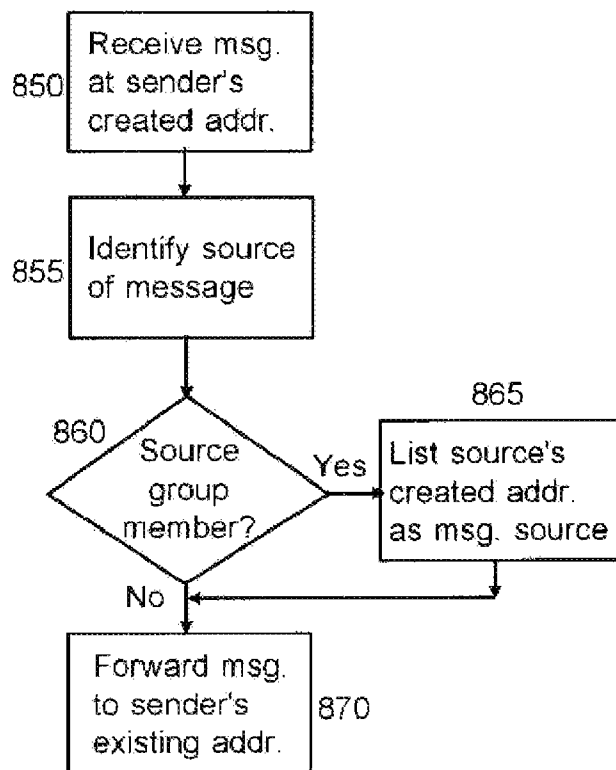 Receive msg.
at sender's
created addr.
850
Identify source
of message
855
860
Source
group
member?
Yes
865
List source's
created addr.
as msg. source
No
Forward msg.
to sender's
existing addr.
870